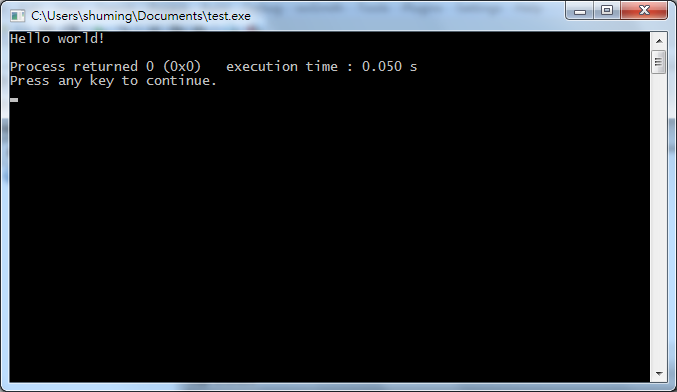 C:\Users\shuming\Documents\test.exe
Hello world!
Process returned 0 (0x0)   execution time : 0.050 s
Press any key to continue.